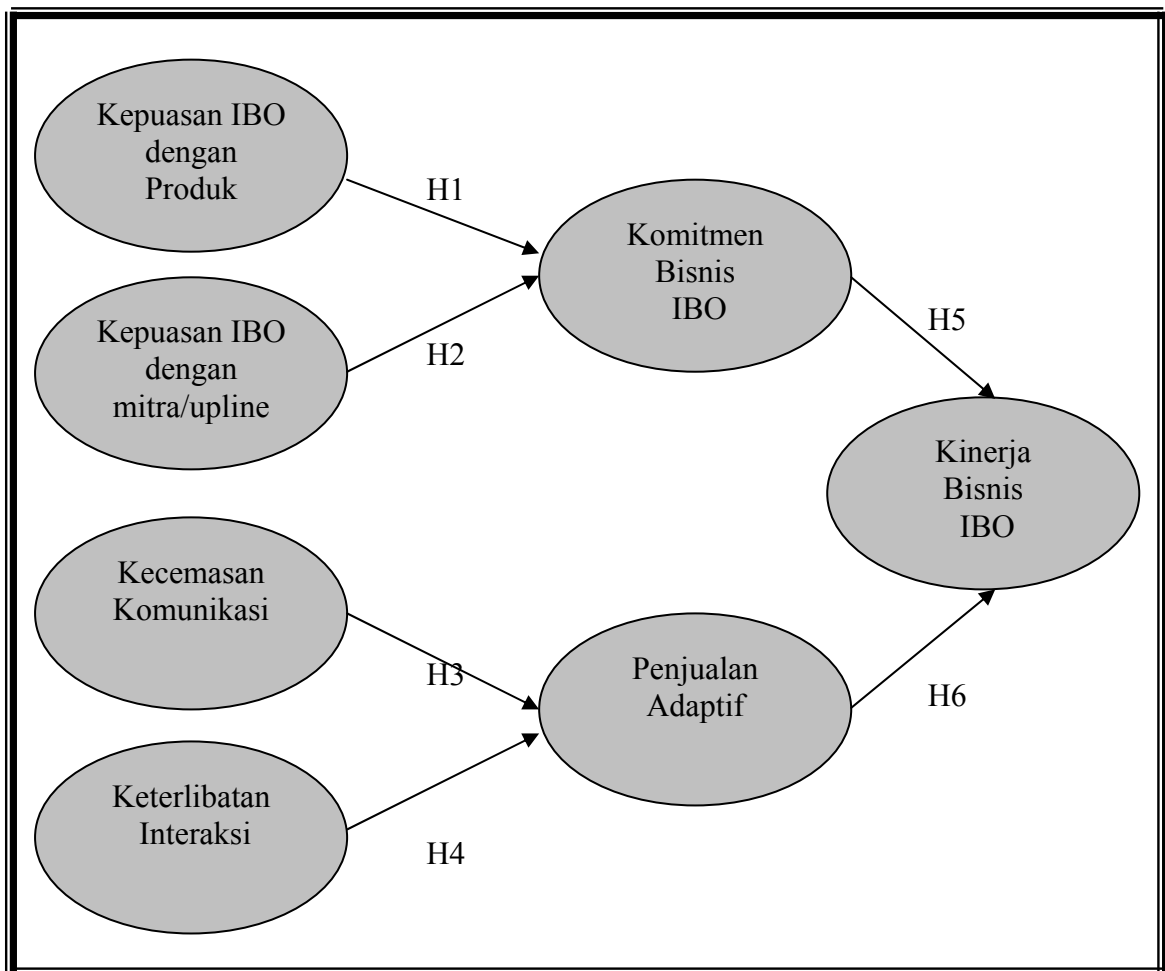 Kepuasan IBO
dengan
Produk
H1
Komitmen
Bisnis
IBO
Kepuasan IBO
dengan
mitra/upline
H2
H5
Kinerja
Bisnis
IBO
Kecemasan
Komunikasi
H3
Penjualan
Adaptif
H6
Keterlibatan
Interaksi
H4